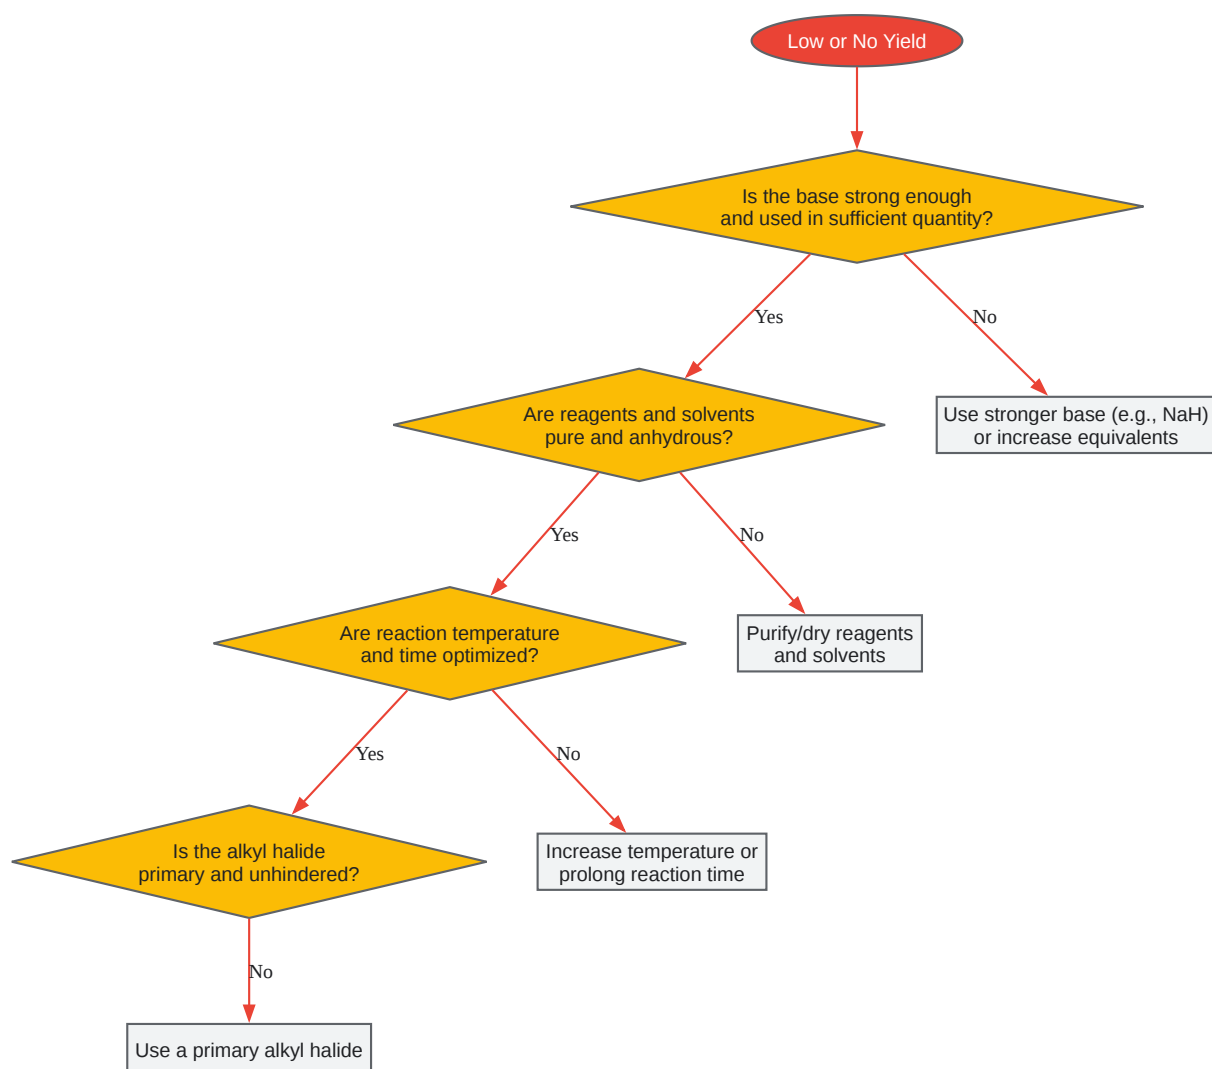 Low or No Yield
Is the base strong enough
and used in sufficient quantity?
Yes
No
Are reagents and solvents
pure and anhydrous?
Use stronger base (e.g., NaH)
or increase equivalents
Yes
No
Are reaction temperature
and time optimized?
Purify/dry reagents
and solvents
Yes
No
Is the alkyl halide
primary and unhindered?
Increase temperature or
prolong reaction time
No
Use a primary alkyl halide